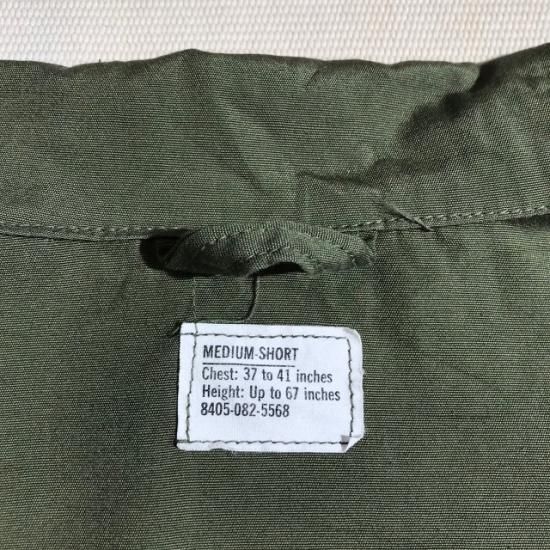 MEDIUM-SHORT
Chest: 37 to 41 inches
Height: Up to 67 inches
8405-082-5568